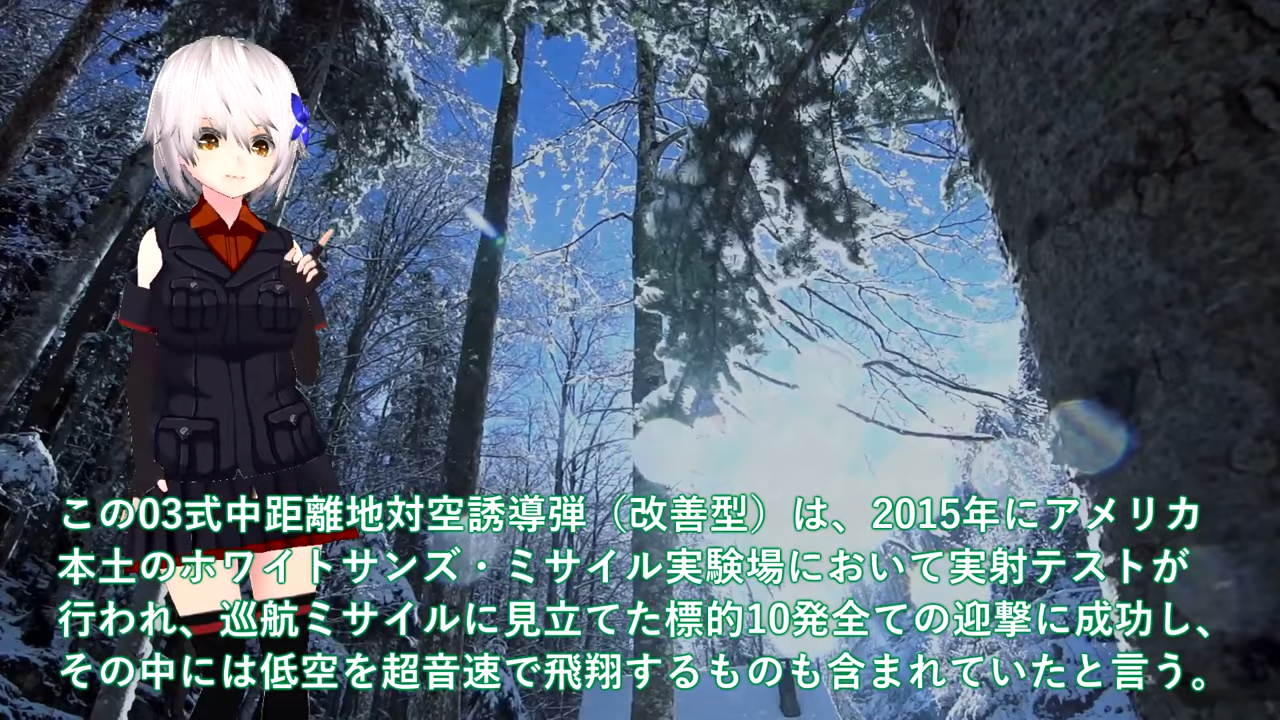 この03式中距離地対空誘導弾（改善型）は、2015年にアメリカ
本土のホワイトサンズ・ミサイル実験場において実射テストが
行われ、巡航ミサイルに見立てた標的10発全ての迎撃に成功し、
その中には低空を超音速で飛翔するものも含まれていたと言う。